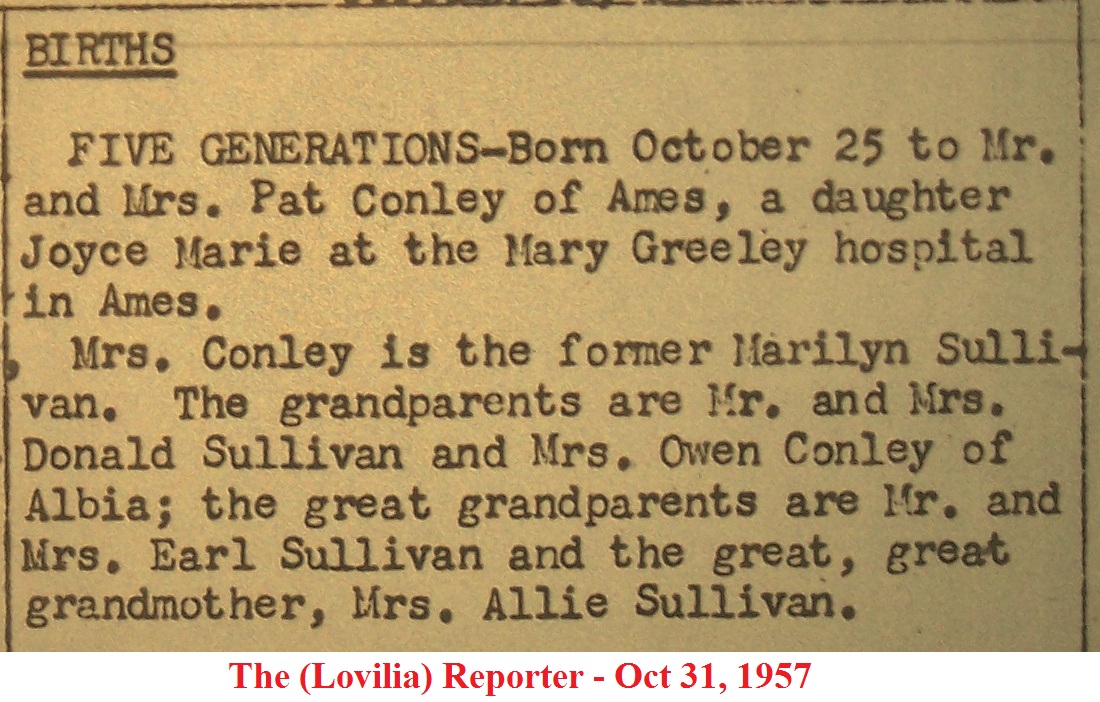 BIRTHS
FIVE GENERATIONS-Born October 25 to Mr.
and Mrs. Pat Conley of Ames, a daughter
Joyce Marie at the Mary Greeley hospital
in Ames.
Mrs. Conley is the former Marilyn Sulli-
van. The grandparents are Mr. and Mrs.
Donald Sullivan and Mrs. Owen Conley of
Albia; the great grandparents are Mr. and
Mrs. Earl Sullivan and the great, great
grandmother, Mrs. Allie Sullivan.
The (Lovilia) Reporter - Oct 31, 1957